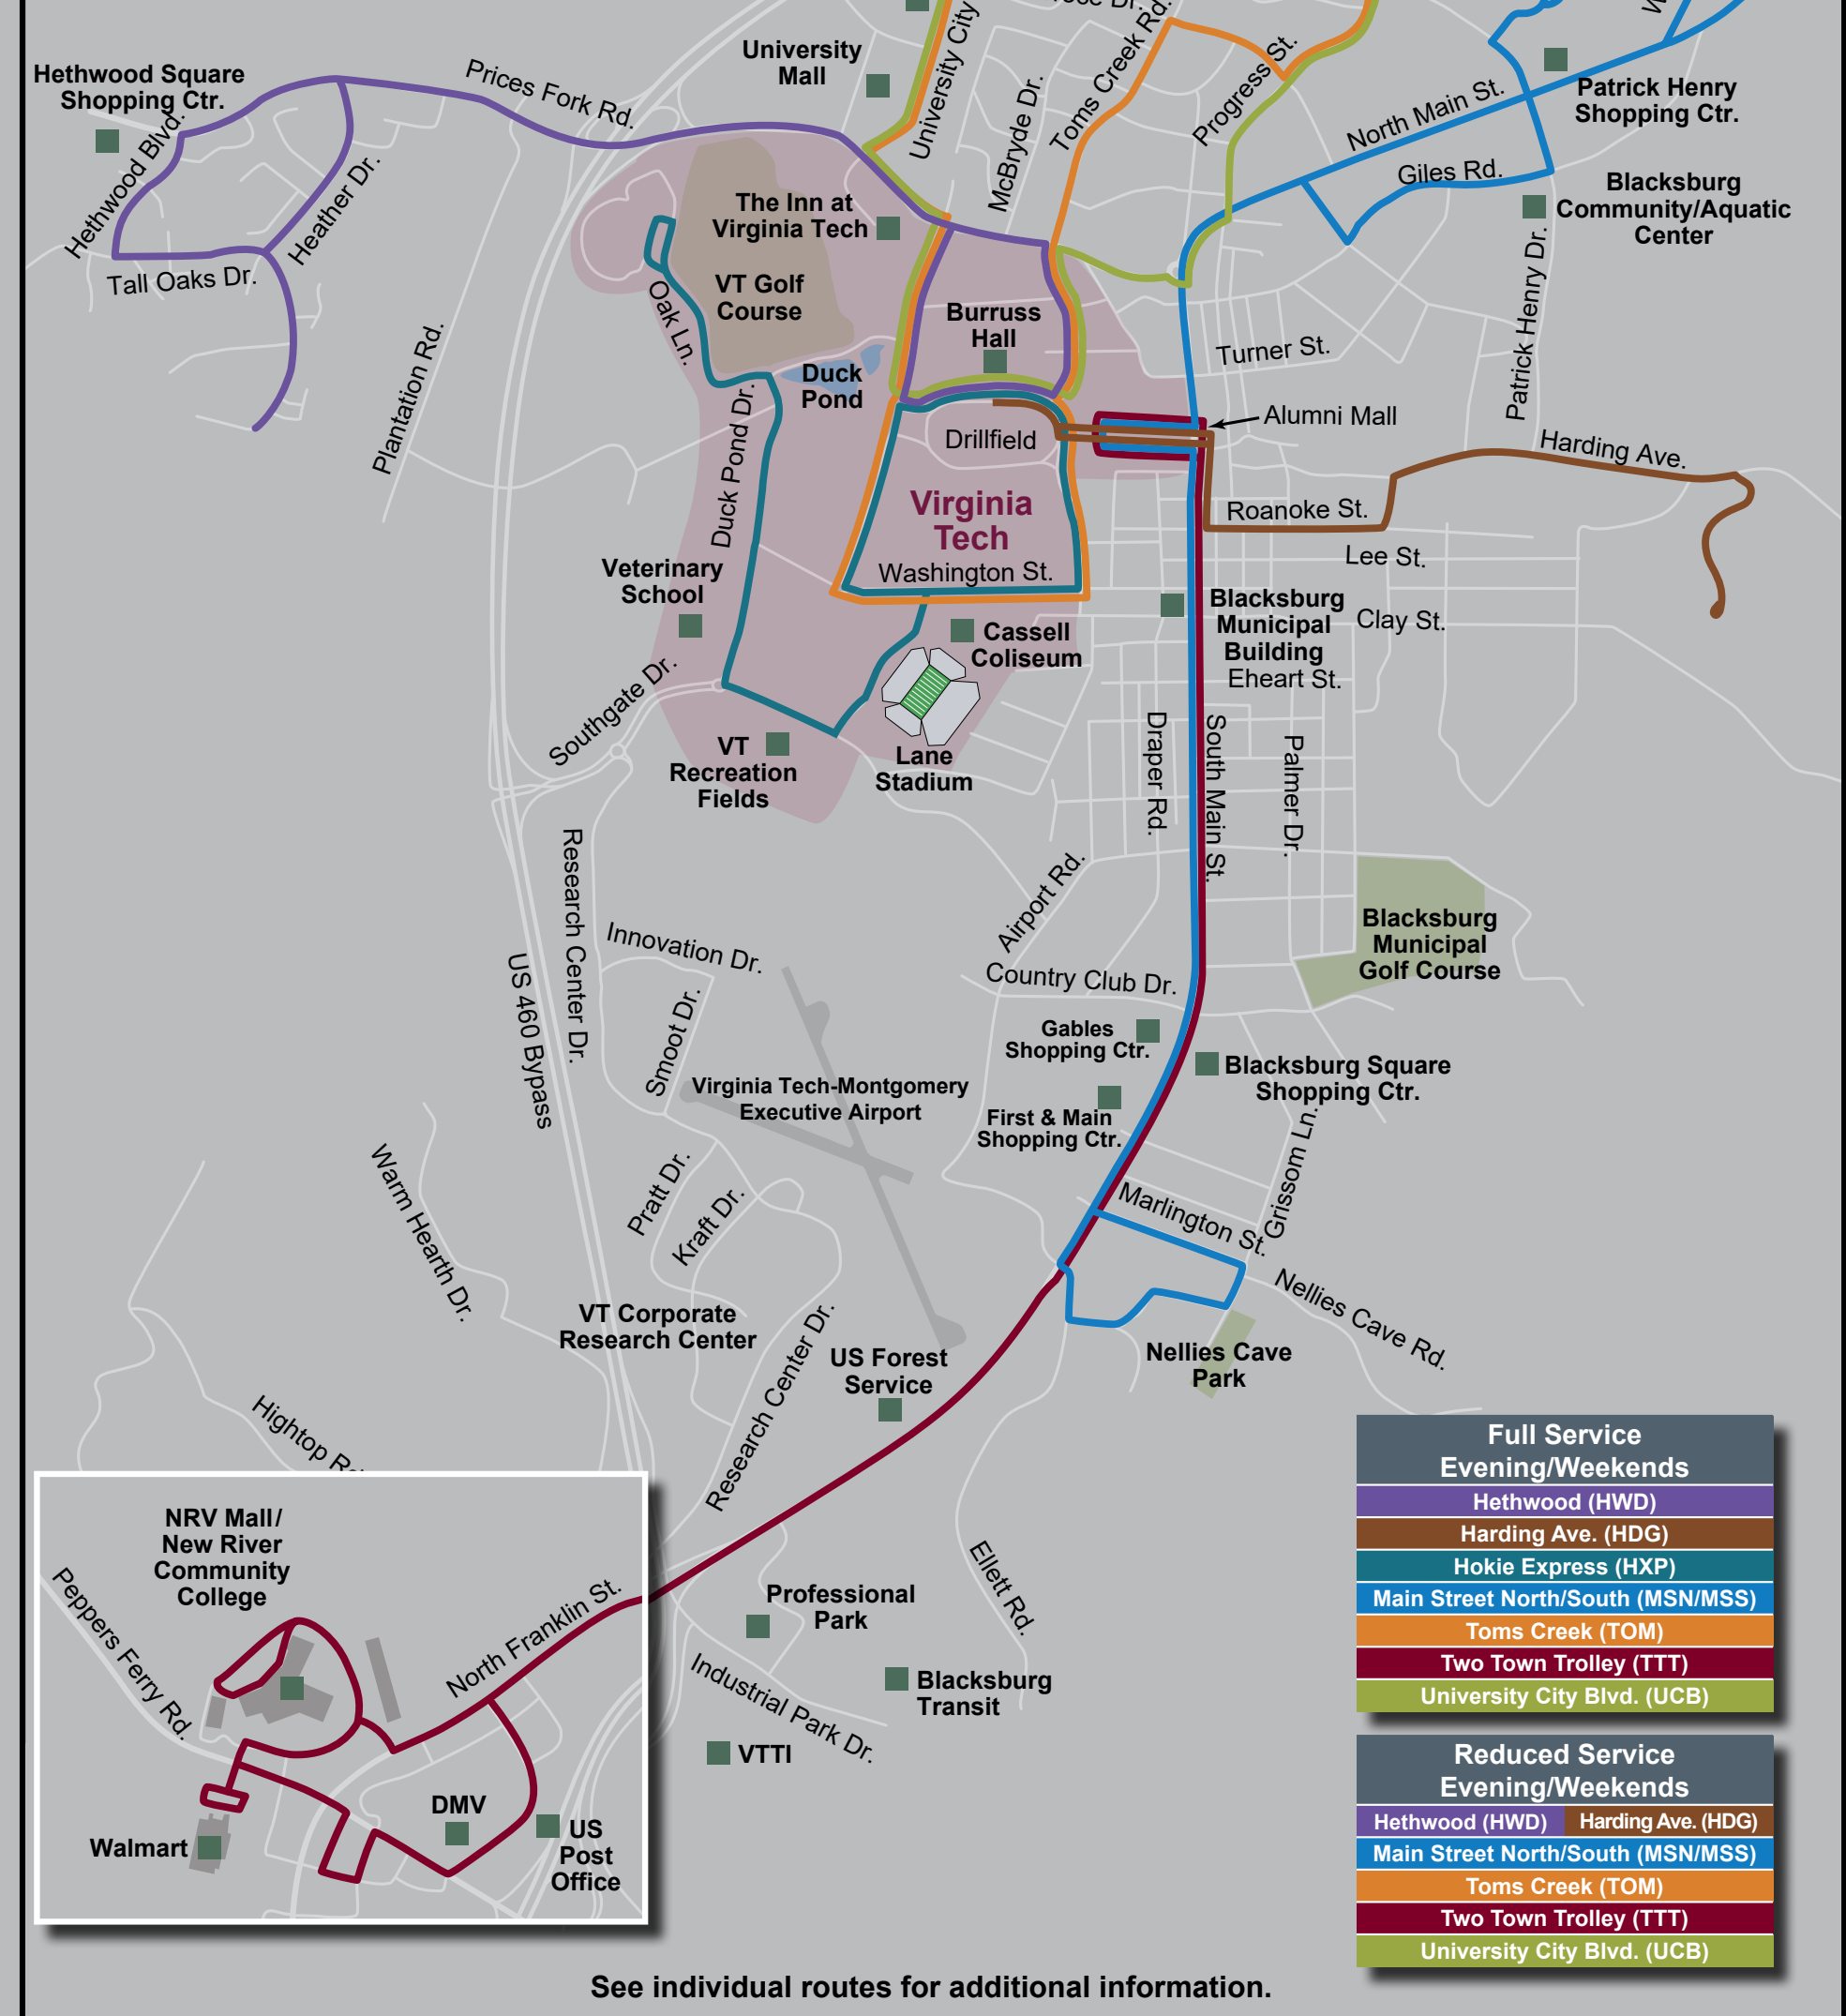 University City
McBryde Dr.
Toms Creek Rd.
Progress St.
University
Mall
Hethwood Square
Shopping Ctr.
Prices Fork Rd.
Hethwood Blvd.
Heather Dr.
Tall Oaks Dr.
Plantation Rd.
North Main St.
Giles Rd.
Patrick Henry
Shopping Ctr.
Blacksburg
Community/Aquatic
Center
Patrick Henry Dr.
The Inn at
Virginia Tech
VT Golf
Course
Oak Ln.
Burruss
Hall
Duck
Pond
Duck Pond Dr.
Turner St.
Alumni Mall
Drillfield
Harding Ave.
Virginia
Tech
Roanoke St.
Washington St.
Lee St.
Veterinary
School
Blacksburg
Municipal
Building
Clay St.
Eheart St.
Cassell
Coliseum
Southgate Dr.
VT
Recreation
Fields
Lane
Stadium
Draper Rd.
South Main St.
Palmer Dr.
Research Center Dr.
US 460 Bypass
Innovation Dr.
Smoot Dr.
Airport Rd.
Country Club Dr.
Blacksburg
Municipal
Golf Course
Gables
Shopping Ctr.
Blacksburg Square
Shopping Ctr.
Virginia Tech-Montgomery
Executive Airport
First & Main
Shopping Ctr.
Grissom Ln.
Marlington St.
Nellies Cave Rd.
Nellies Cave
Park
Warm Hearth Dr.
Pratt Dr.
Kraft Dr.
VT Corporate
Research Center
Research Center Dr.
US Forest
Service
Hightop
Ellett Rd.
Professional
Park
Blacksburg
Transit
Industrial Park Dr.
VTTI
NRV Mall/
New River
Community
College
Peppers Ferry Rd.
North Franklin St.
DMV
Walmart
US
Post
Office
Full Service
Evening/Weekends
Hethwood (HWD)
Harding Ave. (HDG)
Hokie Express (HXP)
Main Street North/South (MSN/MSS)
Toms Creek (TOM)
Two Town Trolley (TTT)
University City Blvd. (UCB)
Reduced Service
Evening/Weekends
Hethwood (HWD) Harding Ave. (HDG)
Main Street North/South (MSN/MSS)
Toms Creek (TOM)
Two Town Trolley (TTT)
University City Blvd. (UCB)
See individual routes for additional information.